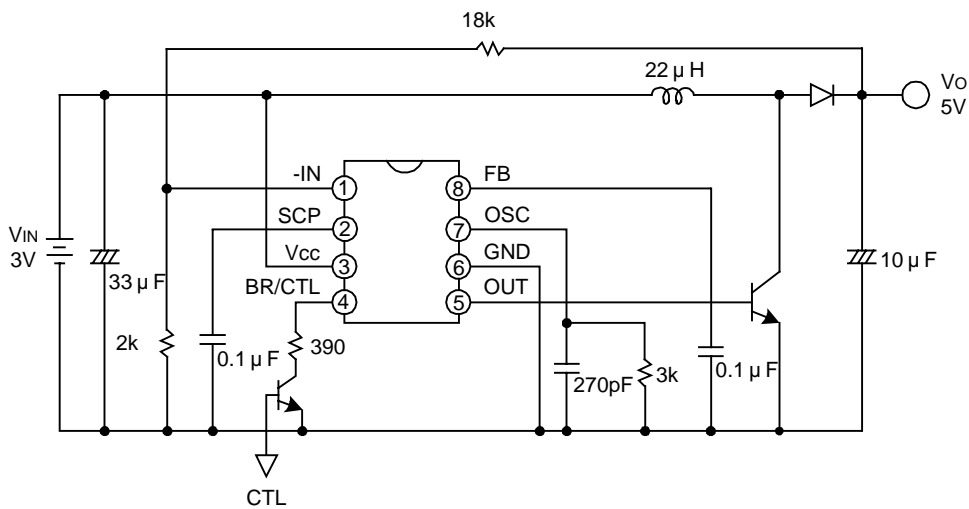 18k
22 µ H
VO
5V
-IN
1
8
FB
SCP
2
7
OSC
VIN
3V
Vcc
3
6
GND
33 µ F
BR/CTL
4
5
OUT
10 µ F
2k
0.1 µ F
390
270pF
3k
0.1 µ F
CTL